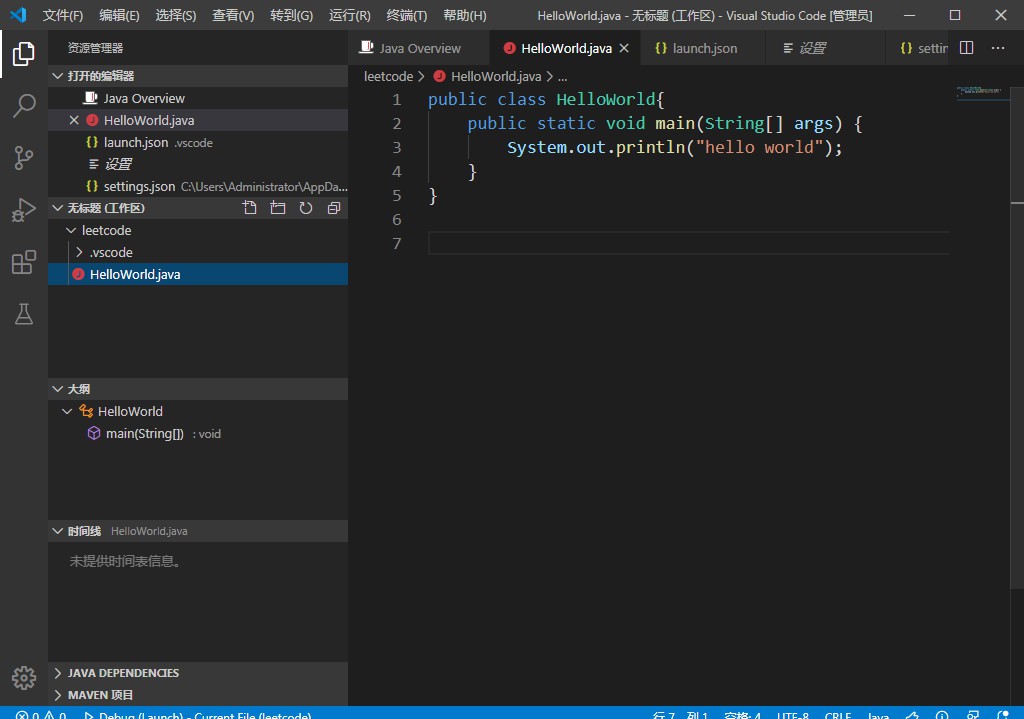 文件(F) 编辑(E) 选择(S) 查看(V) 转到(G) 运行(R) 终端(T) 帮助(H) HelloWorld.java - 无标题 (工作区) - Visual Studio Code [管理员]
资源管理器
打开的编辑器
Java Overview
HelloWorld.java
launch.json .vscode
设置
settings.json C:\Users\Administrator\AppDa...
无标题 (工作区)
leetcode
.vscode
HelloWorld.java
大纲
HelloWorld
main(String[]) : void
时间线 HelloWorld.java
未提供时间表信息。
JAVA DEPENDENCIES
MAVEN 项目
Java Overview HelloWorld.java launch.json 设置 settin
leetcode > HelloWorld.java > ...
1 public class HelloWorld{
2 public static void main(String[] args) {
3 System.out.println("hello world");
4 }
5 }
6
7
0 0 Debug (Launch) - Current File (leetcode) 行 7, 列 1 空格: 4 UTF-8 CRLF Java